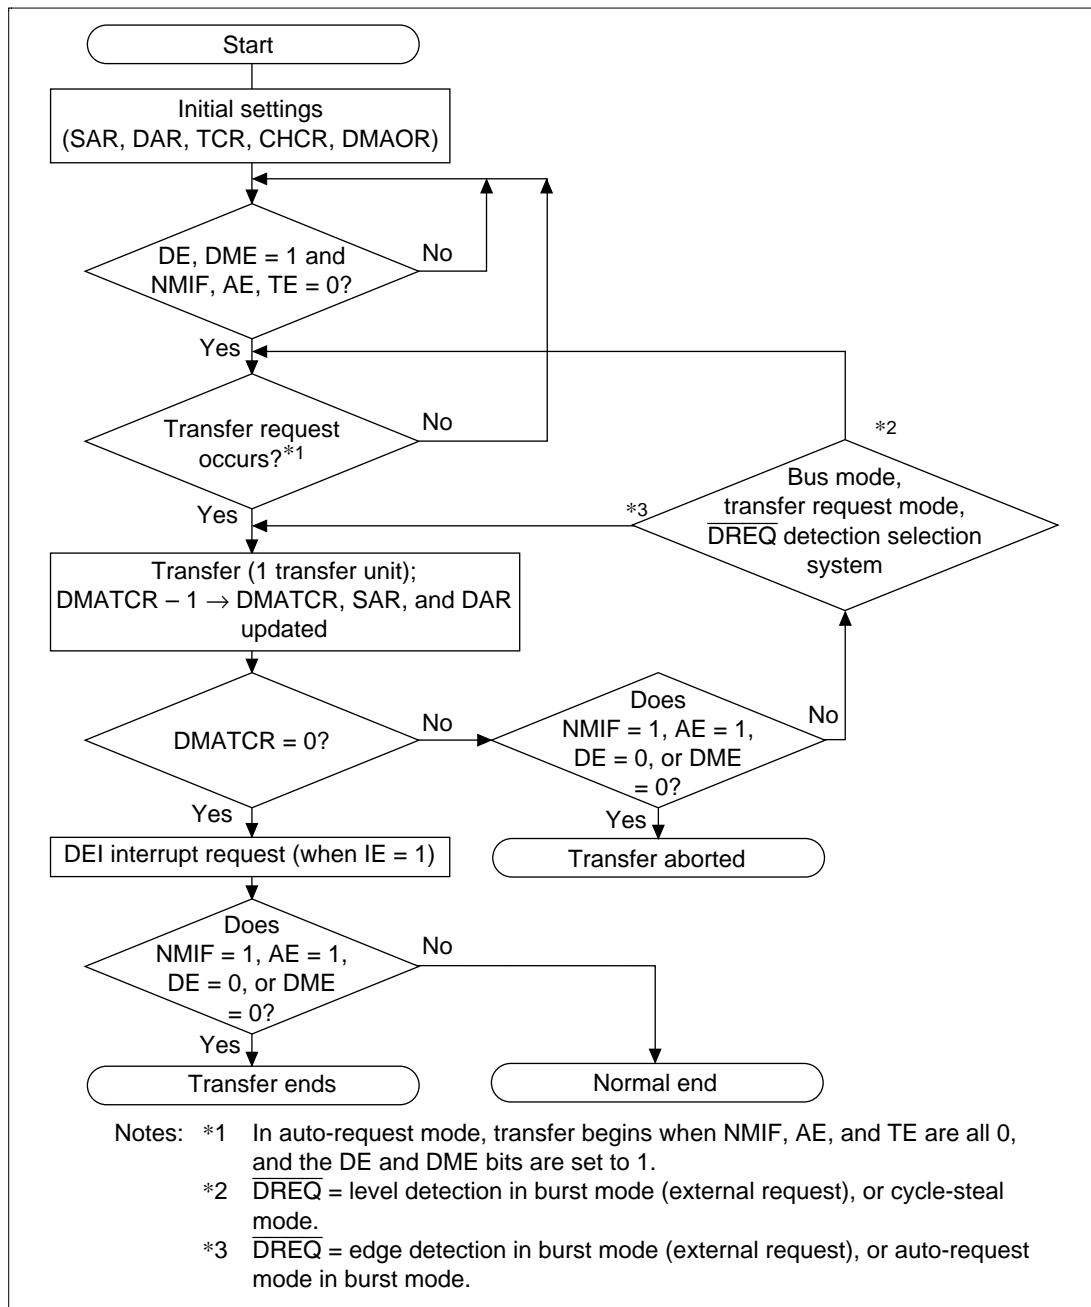 Start
Initial settings
(SAR, DAR, TCR, CHCR, DMAOR)
DE, DME = 1 and
NMIF, AE, TE = 0?
No
Yes
Transfer request
occurs?*1
No
Yes
*2
Bus mode,
transfer request mode,
DREQ detection selection
system
*3
Transfer (1 transfer unit);
DMATCR – 1 → DMATCR, SAR, and DAR
updated
DMATCR = 0?
No
Does
NMIF = 1, AE = 1,
DE = 0, or DME
= 0?
No
Yes
Yes
DEI interrupt request (when IE = 1)
Transfer aborted
Does
NMIF = 1, AE = 1,
DE = 0, or DME
= 0?
No
Yes
Transfer ends
Normal end
Notes: *1 In auto-request mode, transfer begins when NMIF, AE, and TE are all 0,
and the DE and DME bits are set to 1.
*2 DREQ = level detection in burst mode (external request), or cycle-steal
mode.
*3 DREQ = edge detection in burst mode (external request), or auto-request
mode in burst mode.